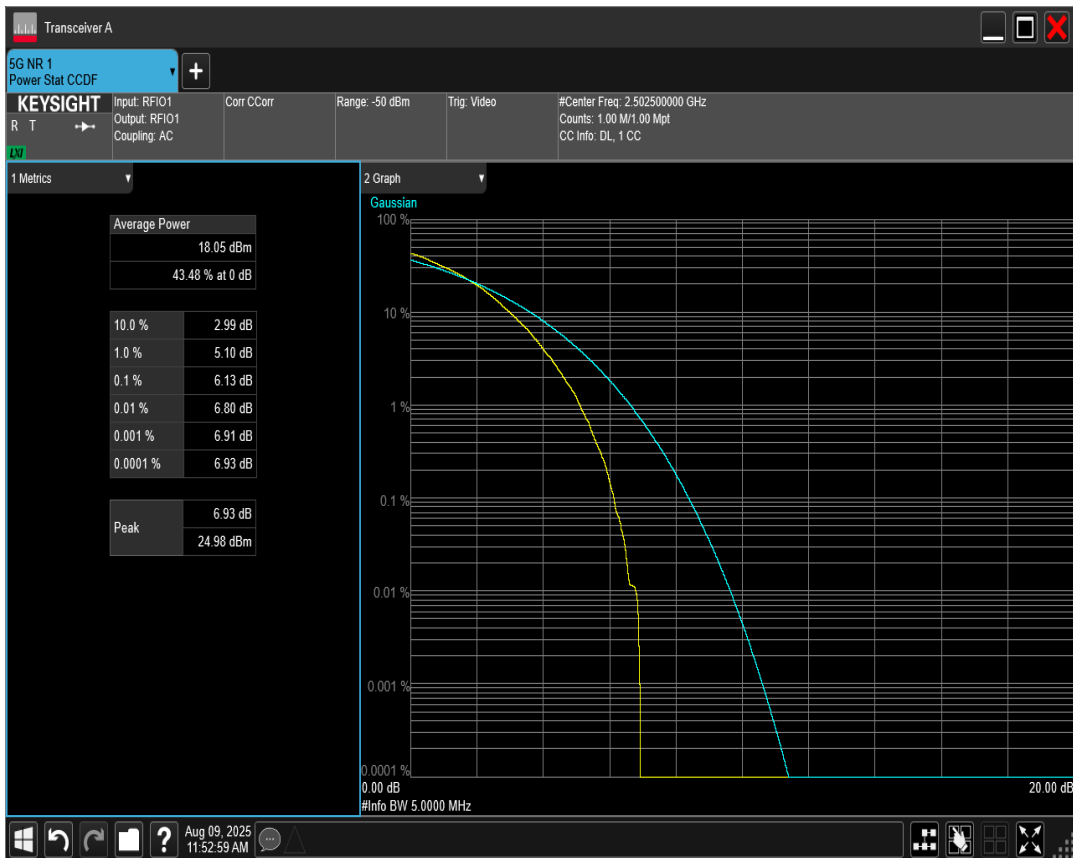 Transceiver A
5G NR 1
Power Stat CCDF
KEYSIGHT
R T
LXI
Input: RFIO1
Output: RFIO1
Coupling: AC
Corr CCorr
Range: -50 dBm
Trig: Video
#Center Freq: 2.502500000 GHz
Counts: 1.00 M/1.00 Mpt
CC Info: DL, 1 CC
1 Metrics
Average Power
18.05 dBm
43.48 % at 0 dB
10.0 % 2.99 dB
1.0 % 5.10 dB
0.1 % 6.13 dB
0.01 % 6.80 dB
0.001 % 6.91 dB
0.0001 % 6.93 dB
Peak
6.93 dB
24.98 dBm
2 Graph
Gaussian
100 %
10 %
1 %
0.1 %
0.01 %
0.001 %
0.0001 %
0.00 dB 20.00 dB
#Info BW 5.0000 MHz
?
Aug 09, 2025
11:52:59 AM